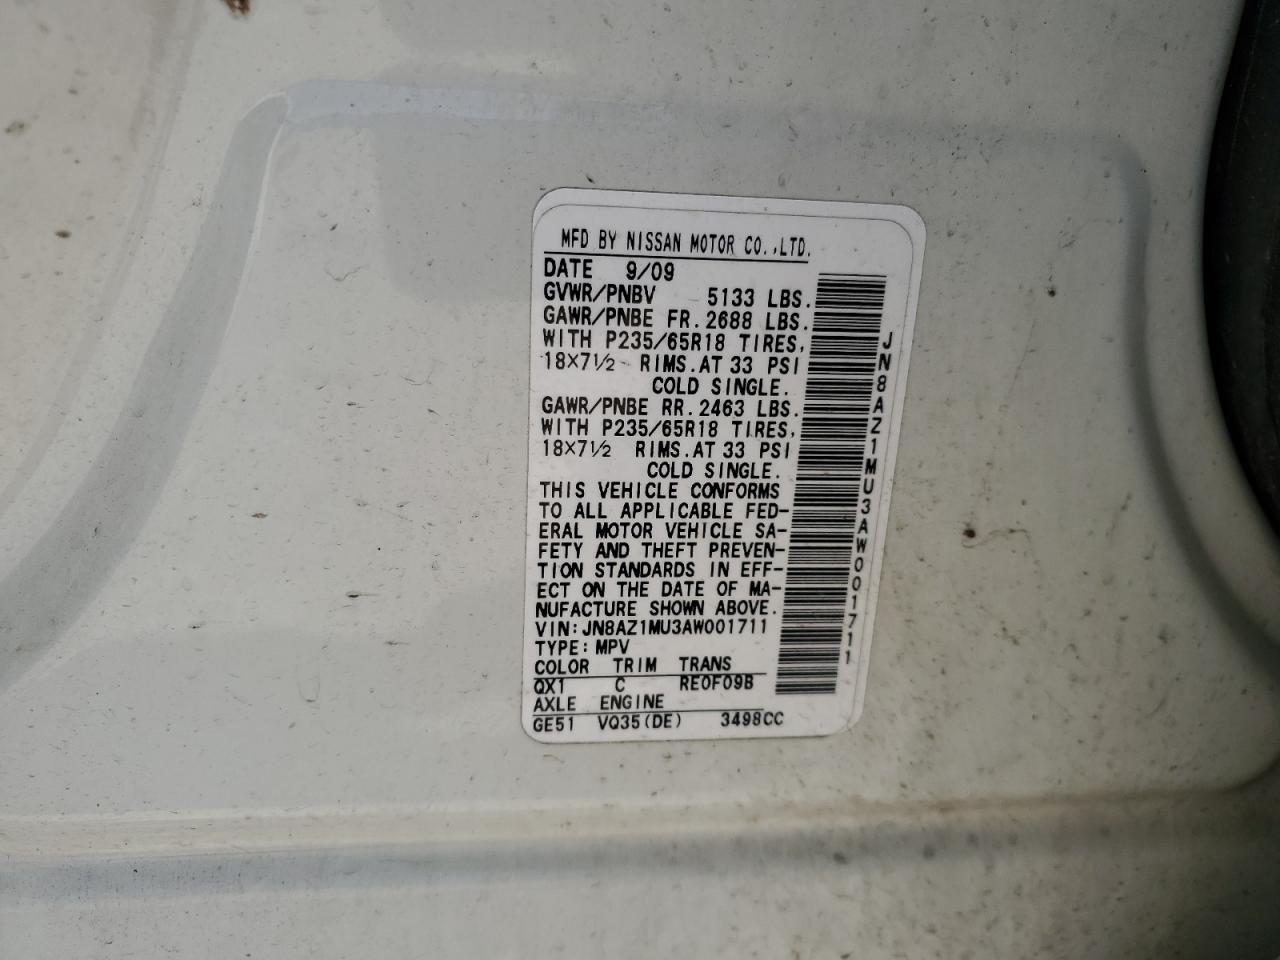 MFD BY NISSAN MOTOR CO.,LTD.
DATE 9/09
GVWR/PNBV 5133 LBS.
GAWR/PNBE FR. 2688 LBS.
WITH P235/65R18 TIRES,
18X7½ RIMS. AT 33 PSI
COLD SINGLE.
GAWR/PNBE RR. 2463 LBS.
WITH P235/65R18 TIRES,
18X7½ RIMS. AT 33 PSI
COLD SINGLE.
THIS VEHICLE CONFORMS
TO ALL APPLICABLE FED-
ERAL MOTOR VEHICLE SA-
FETY AND THEFT PREVEN-
TION STANDARDS IN EFF-
ECT ON THE DATE OF MA-
NUFACTURE SHOWN ABOVE.
VIN: JN8AZ1MU3AW001711
TYPE: MPV
COLOR TRIM TRANS
QX1 C RE0F09B
AXLE ENGINE
GE51 VQ35(DE) 3498CC
JN8AZ1MU3AW001711